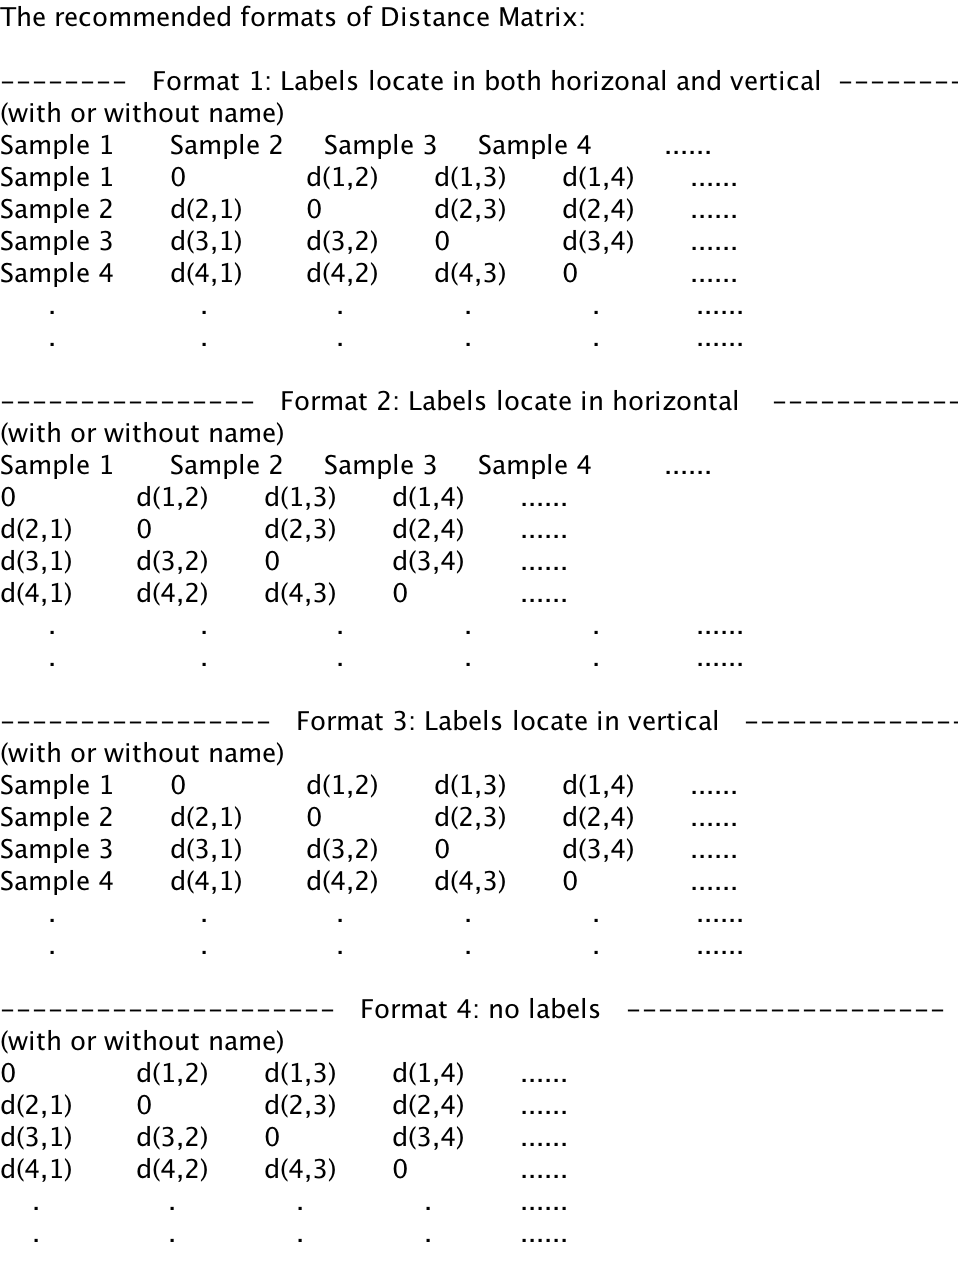 The recommended formats of Distance Matrix:
--------   Format 1: Labels locate in both horizonal and vertical  --------
(with or without name)
Sample 1 Sample 2 Sample 3 Sample 4 ......
Sample 1 0 d(1,2) d(1,3) d(1,4) ......
Sample 2 d(2,1) 0 d(2,3) d(2,4) ......
Sample 3 d(3,1) d(3,2) 0 d(3,4) ......
Sample 4 d(4,1) d(4,2) d(4,3) 0 ......
. . . . . ......
. . . . . ......
----------------   Format 2: Labels locate in horizontal    ------------
(with or without name)
Sample 1 Sample 2 Sample 3 Sample 4 ......
0 d(1,2) d(1,3) d(1,4) ......
d(2,1) 0 d(2,3) d(2,4) ......
d(3,1) d(3,2) 0 d(3,4) ......
d(4,1) d(4,2) d(4,3) 0 ......
. . . . . ......
. . . . . ......
-----------------   Format 3: Labels locate in vertical   --------------
(with or without name)
Sample 1 0 d(1,2) d(1,3) d(1,4) ......
Sample 2 d(2,1) 0 d(2,3) d(2,4) ......
Sample 3 d(3,1) d(3,2) 0 d(3,4) ......
Sample 4 d(4,1) d(4,2) d(4,3) 0 ......
. . . . . ......
. . . . . ......
---------------------   Format 4: no labels   --------------------
(with or without name)
0 d(1,2) d(1,3) d(1,4) ......
d(2,1) 0 d(2,3) d(2,4) ......
d(3,1) d(3,2) 0 d(3,4) ......
d(4,1) d(4,2) d(4,3) 0 ......
. . . . ......
. . . . ......